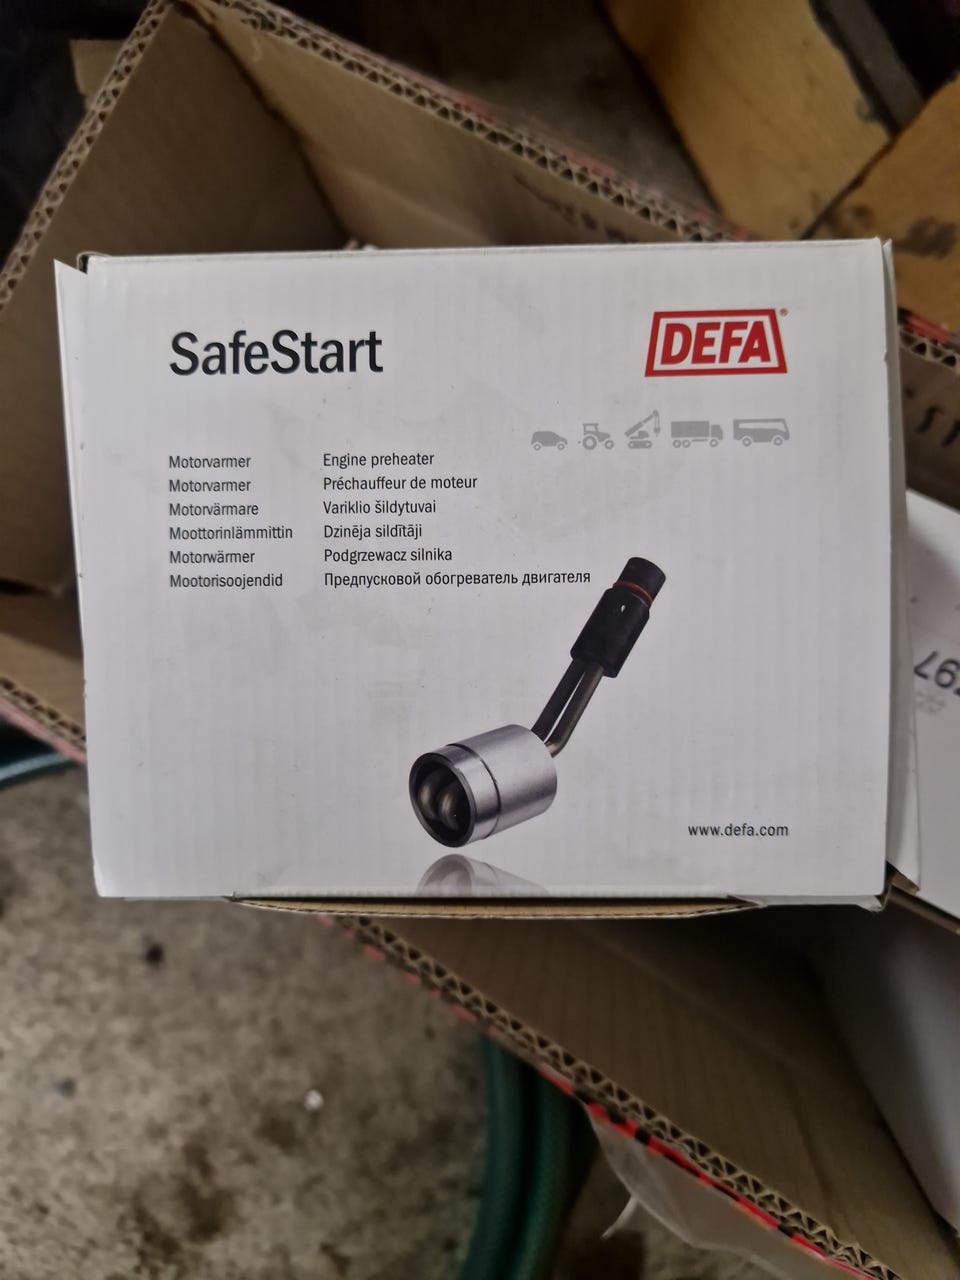 SafeStart
DEFA®
Motorvarmer
Motorvarmer
Motorvärmare
Moottorinlämmittin
Motorwärmer
Mootorisoojendid
Engine preheater
Préchauffeur de moteur
Variklio šildytuvai
Dzinēja sildītāji
Podgrzewacz silnika
Предпусковой обогреватель двигателя
www.defa.com